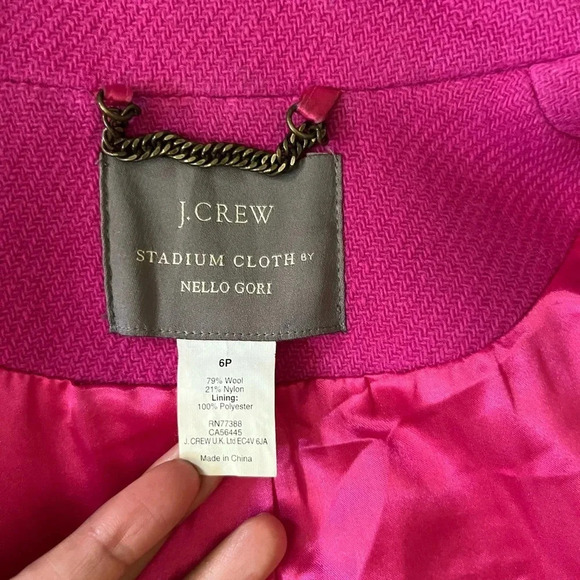 J.CREW
STADIUM CLOTH BY
NELLO GORI
6P
79% Wool
21% Nylon
Lining:
100% Polyester
RN77388
CA56445
J. CREW U.K. Ltd EC4V 6JA
Made in China